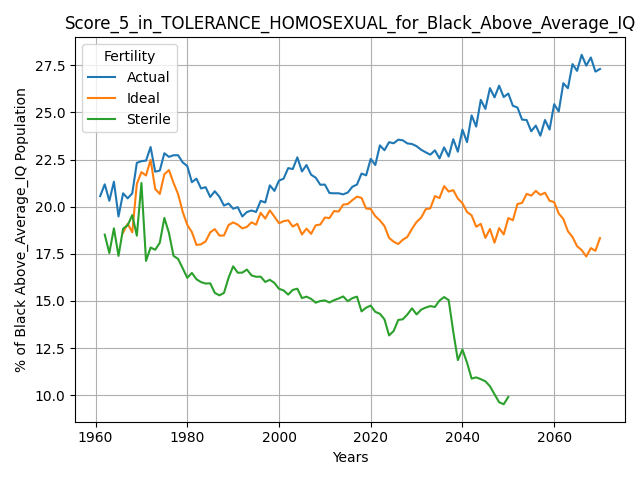 Score_5_in_TOLERANCE_HOMOSEXUAL_for_Black_Above_Average_IQ
% of Black Above_Average_IQ Population
27.5
25.0
22.5
20.0
17.5
15.0
12.5
10.0
Fertility
Actual
Ideal
Sterile
1960
1980
2000
2020
2040
2060
Years